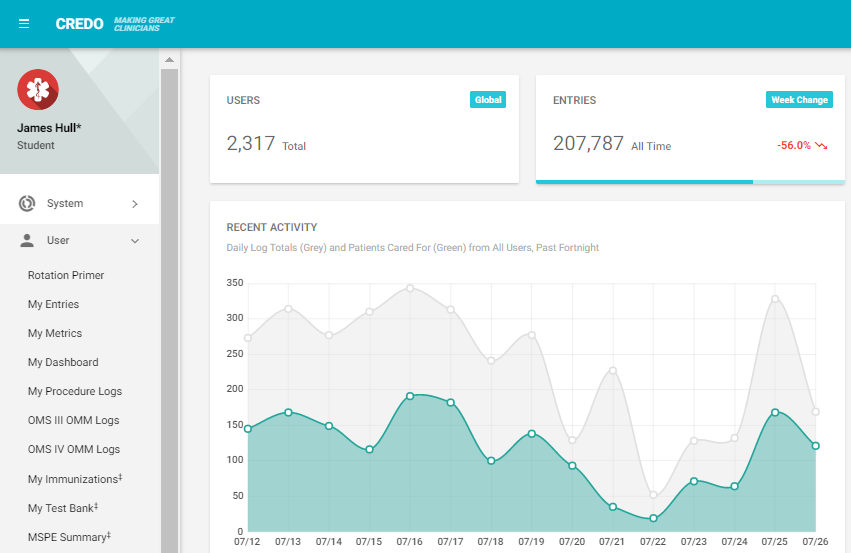 CREDO
MAKING GREAT
CLINICIANS
James Hull*
Student
System
User
Rotation Primer
My Entries
My Metrics
My Dashboard
My Procedure Logs
OMS III OMM Logs
OMS IV OMM Logs
My Immunizations‡
My Test Bank‡
MSPE Summary‡
USERS
Global
2,317 Total
ENTRIES
Week Change
207,787 All Time
-56.0%
RECENT ACTIVITY
Daily Log Totals (Grey) and Patients Cared For (Green) from All Users, Past Fortnight
350
300
250
200
150
100
50
0
07/12 07/13 07/14 07/15 07/16 07/17 07/18 07/19 07/20 07/21 07/22 07/23 07/24 07/25 07/26